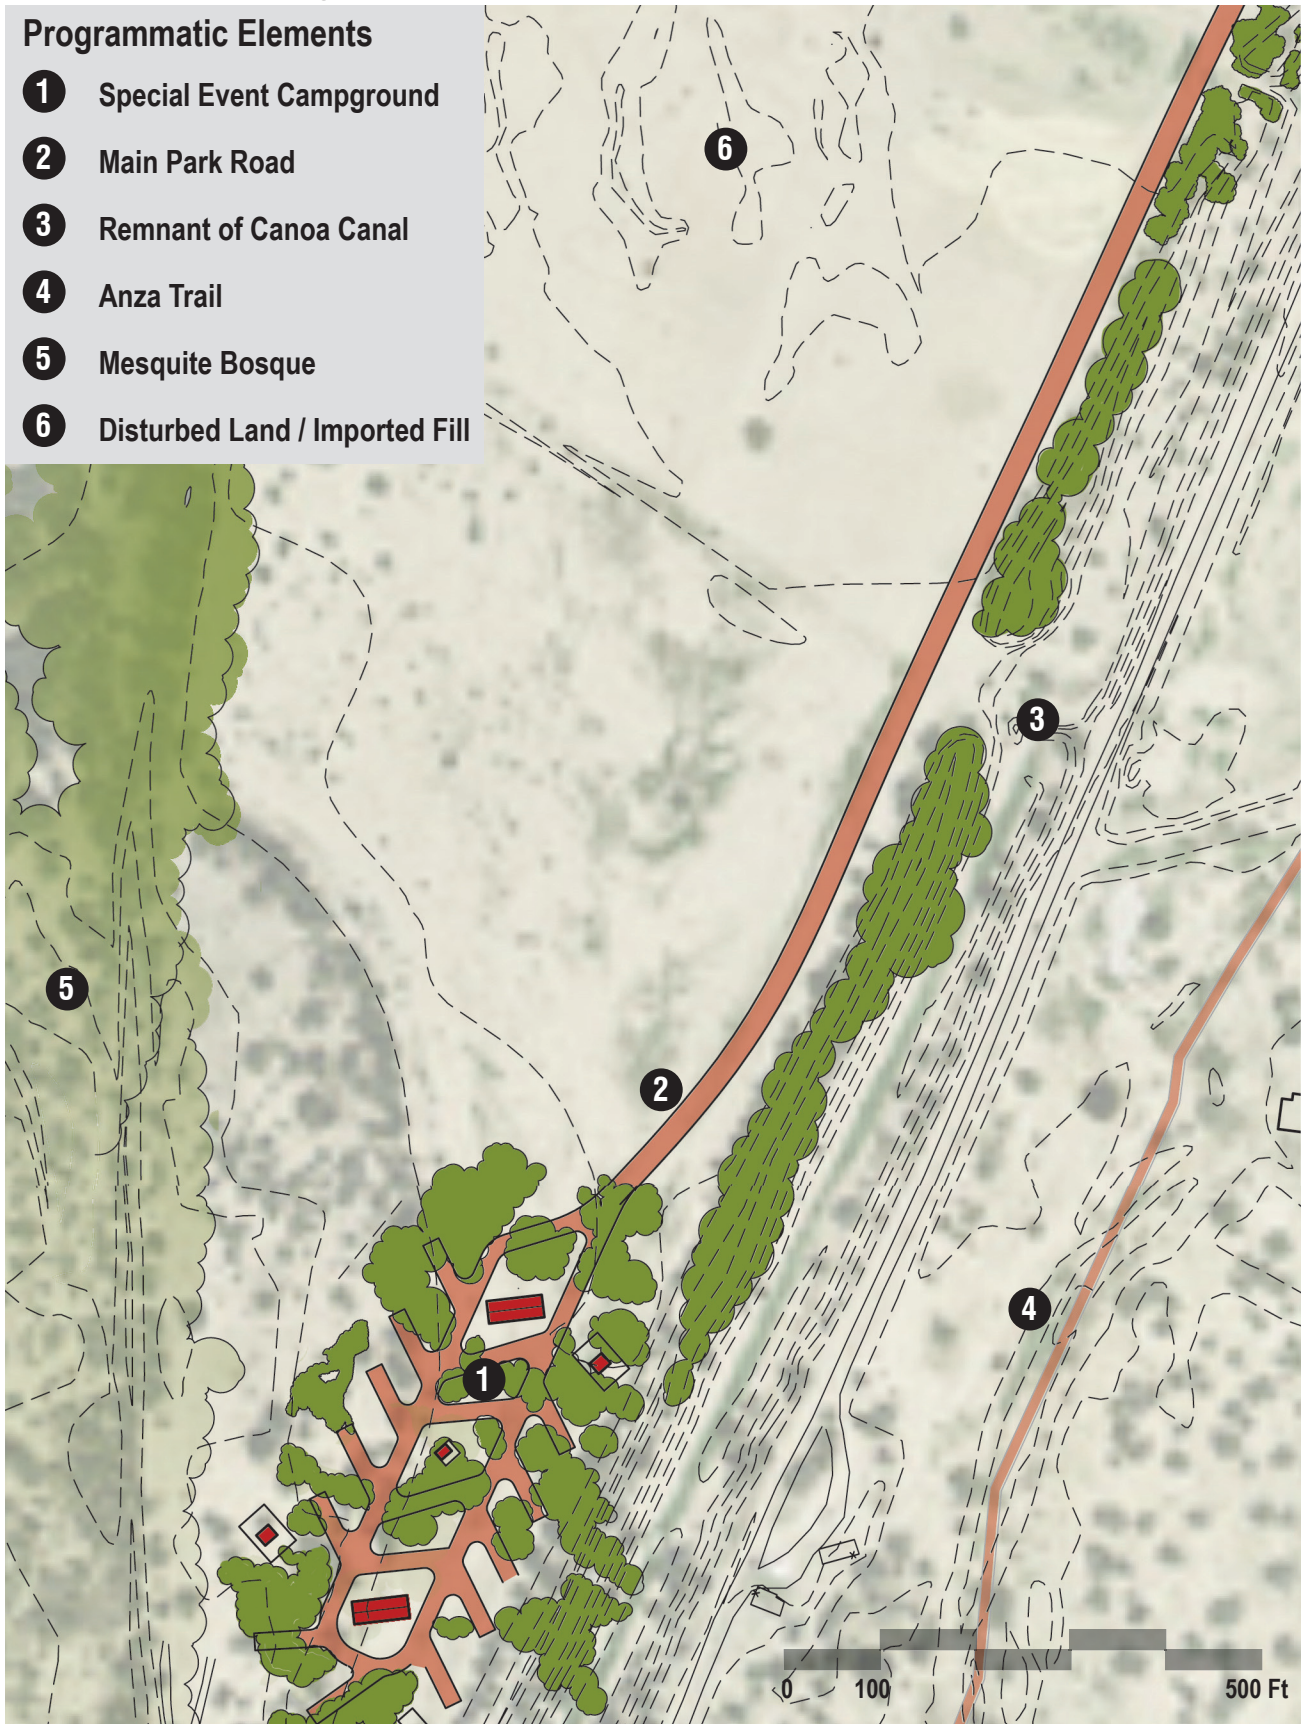 Programmatic Elements
1 Special Event Campground
2 Main Park Road
3 Remnant of Canoa Canal
4 Anza Trail
5 Mesquite Bosque
6 Disturbed Land / Imported Fill
6
3
5
2
4
1
0 100 500 Ft